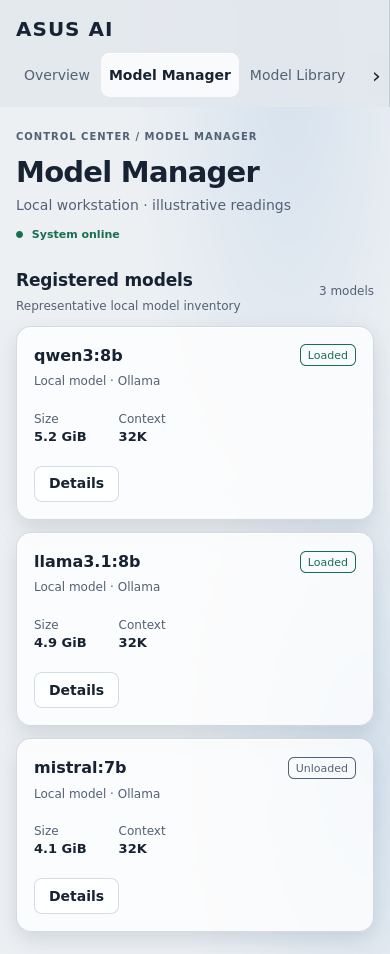 ASUS AI
Overview Model Manager Model Library ›
CONTROL CENTER / MODEL MANAGER
Model Manager
Local workstation · illustrative readings
System online
Registered models
Representative local model inventory
3 models
qwen3:8b
Loaded
Local model · Ollama
Size Context
5.2 GiB 32K
Details
llama3.1:8b
Loaded
Local model · Ollama
Size Context
4.9 GiB 32K
Details
mistral:7b
Unloaded
Local model · Ollama
Size Context
4.1 GiB 32K
Details